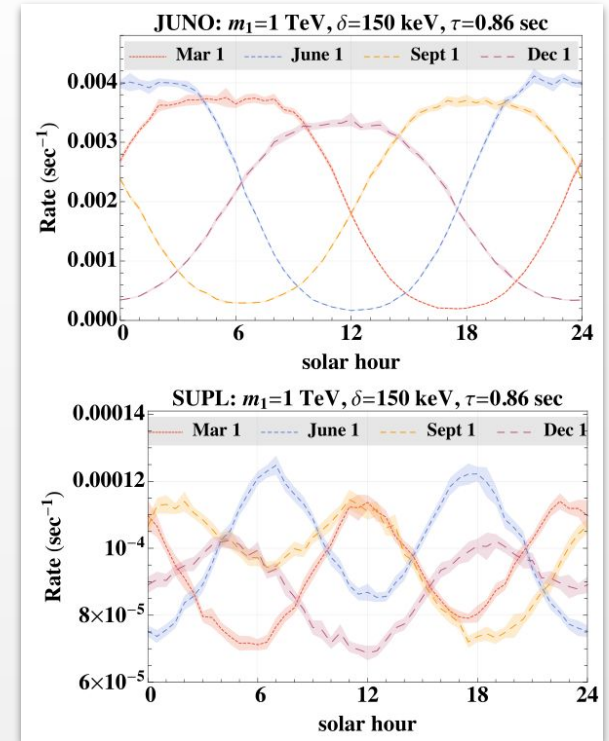 JUNO: m₁=1 TeV, δ=150 keV, τ=0.86 sec
Mar 1 June 1 Sept 1 Dec 1
0.004
0.003
0.002
0.001
0.000
Rate (sec⁻¹)
0 6 12 18 24
solar hour
SUPL: m₁=1 TeV, δ=150 keV, τ=0.86 sec
0.00014
Mar 1 June 1 Sept 1 Dec 1
0.00012
10⁻⁴
8×10⁻⁵
6×10⁻⁵
Rate (sec⁻¹)
0 6 12 18 24
solar hour